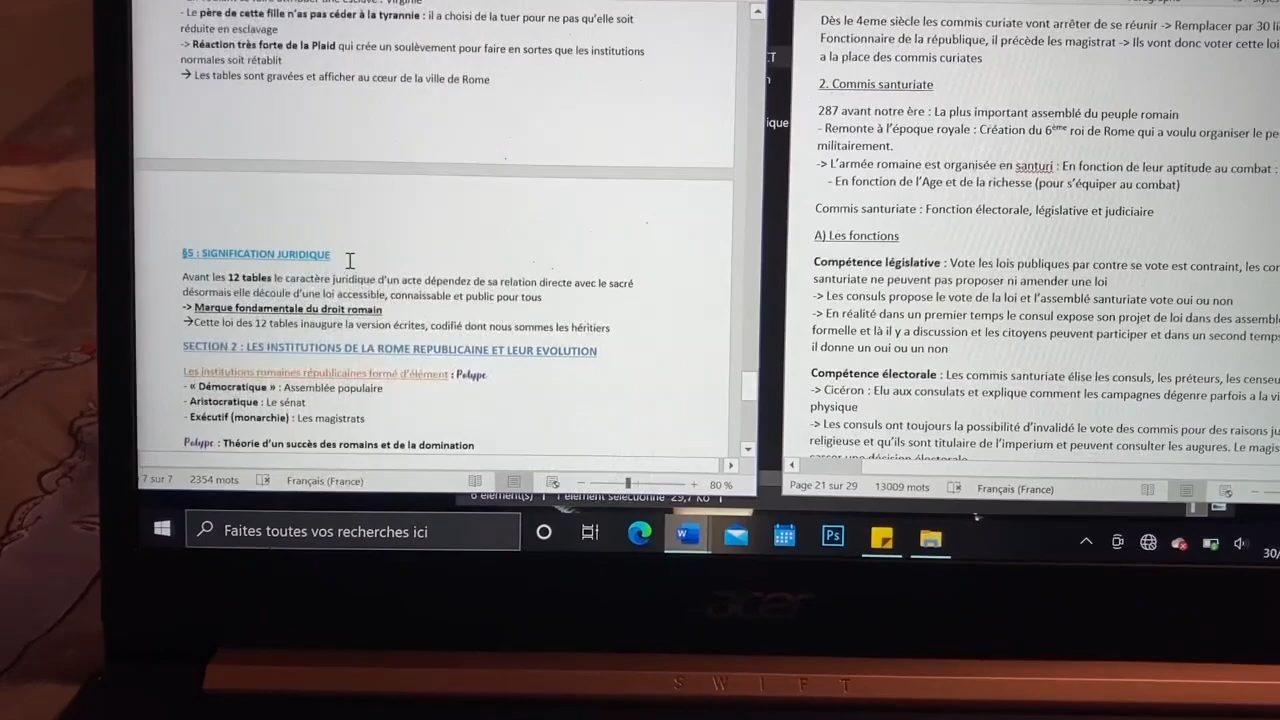 - Le père de cette fille n'as pas céder à la tyrannie : il a choisi de la tuer pour ne pas qu'elle soit
réduite en esclavage
-> Réaction très forte de la Plaid qui crée un soulèvement pour faire en sortes que les institutions
normales soit rétablit
→ Les tables sont gravées et afficher au cœur de la ville de Rome
§5 : SIGNIFICATION JURIDIQUE
Avant les 12 tables le caractère juridique d'un acte dépendez de sa relation directe avec le sacré
désormais elle découle d'une loi accessible, connaissable et public pour tous
-> Marque fondamentale du droit romain
→Cette loi des 12 tables inaugure la version écrites, codifié dont nous sommes les héritiers
SECTION 2 : LES INSTITUTIONS DE LA ROME REPUBLICAINE ET LEUR EVOLUTION
Les institutions romaines républicaines formé d'élément : Polype
- « Démocratique » : Assemblée populaire
- Aristocratique : Le sénat
- Exécutif (monarchie) : Les magistrats
Polype : Théorie d'un succès des romains et de la domination
7 sur 7 2354 mots Français (France) 80 %
ique
Dès le 4eme siècle les commis curiate vont arrêter de se réunir -> Remplacer par 30 li
Fonctionnaire de la république, il précède les magistrat -> Ils vont donc voter cette loi
a la place des commis curiates
2. Commis santuriate
287 avant notre ère : La plus important assemblé du peuple romain
- Remonte à l'époque royale : Création du 6ème roi de Rome qui a voulu organiser le pe
militairement.
-> L'armée romaine est organisée en santuri : En fonction de leur aptitude au combat :
- En fonction de l'Age et de la richesse (pour s'équiper au combat)
Commis santuriate : Fonction électorale, législative et judiciaire
A) Les fonctions
Compétence législative : Vote les lois publiques par contre se vote est contraint, les cor
santuriate ne peuvent pas proposer ni amender une loi
-> Les consuls propose le vote de la loi et l'assemblé santuriate vote oui ou non
-> En réalité dans un premier temps le consul expose son projet de loi dans des assembl
formelle et là il y a discussion et les citoyens peuvent participer et dans un second temps
il donne un oui ou un non
Compétence électorale : Les commis santuriate élise les consuls, les préteurs, les censeu
-> Cicéron : Elu aux consulats et explique comment les campagnes dégenre parfois a la vi
physique
-> Les consuls ont toujours la possibilité d'invalidé le vote des commis pour des raisons ju
religieuse et qu'ils sont titulaire de l'imperium et peuvent consulter les augures. Le magis
Page 21 sur 29 13009 mots Français (France)
6 élément(s) 1 élément sélectionné 29,7 Ko
Faites toutes vos recherches ici
Ps
30/
acer
SWIFT